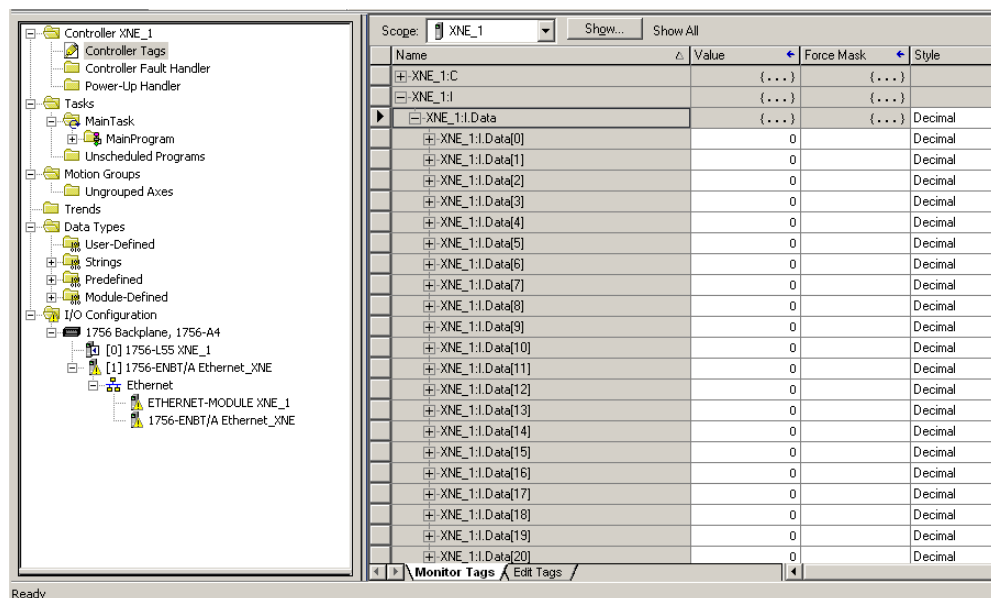 Controller XNE_1
Controller Tags
Controller Fault Handler
Power-Up Handler
Tasks
MainTask
MainProgram
Unscheduled Programs
Motion Groups
Ungrouped Axes
Trends
Data Types
User-Defined
Strings
Predefined
Module-Defined
I/O Configuration
1756 Backplane, 1756-A4
[0] 1756-L55 XNE_1
[1] 1756-ENBT/A Ethernet_XNE
Ethernet
ETHERNET-MODULE XNE_1
1756-ENBT/A Ethernet_XNE
Scope: XNE_1 Show... Show All
Name Value Force Mask Style
XNE_1:C {...} {...}
XNE_1:I {...} {...}
XNE_1:I.Data {...} {...} Decimal
XNE_1:I.Data[0] 0 Decimal
XNE_1:I.Data[1] 0 Decimal
XNE_1:I.Data[2] 0 Decimal
XNE_1:I.Data[3] 0 Decimal
XNE_1:I.Data[4] 0 Decimal
XNE_1:I.Data[5] 0 Decimal
XNE_1:I.Data[6] 0 Decimal
XNE_1:I.Data[7] 0 Decimal
XNE_1:I.Data[8] 0 Decimal
XNE_1:I.Data[9] 0 Decimal
XNE_1:I.Data[10] 0 Decimal
XNE_1:I.Data[11] 0 Decimal
XNE_1:I.Data[12] 0 Decimal
XNE_1:I.Data[13] 0 Decimal
XNE_1:I.Data[14] 0 Decimal
XNE_1:I.Data[15] 0 Decimal
XNE_1:I.Data[16] 0 Decimal
XNE_1:I.Data[17] 0 Decimal
XNE_1:I.Data[18] 0 Decimal
XNE_1:I.Data[19] 0 Decimal
XNE_1:I.Data[20] 0 Decimal
Monitor Tags Edit Tags
Ready